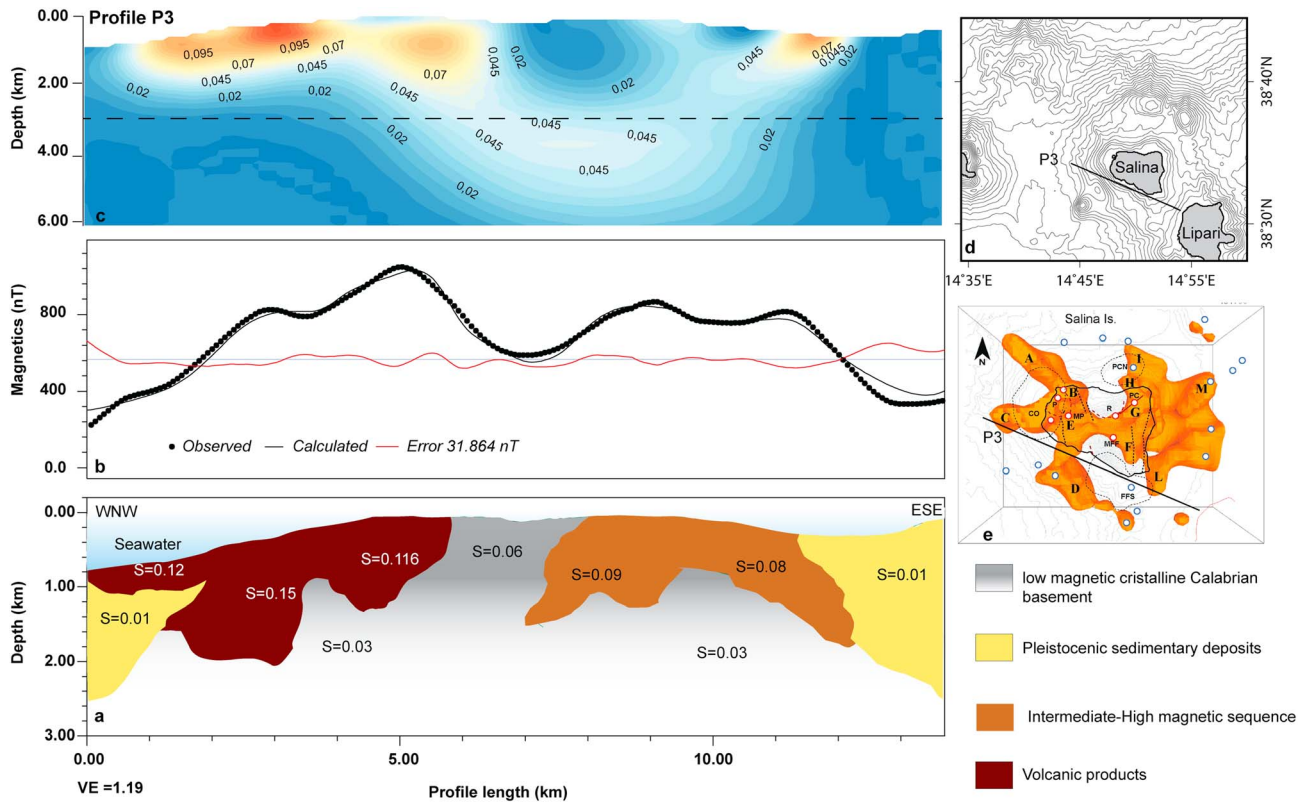 Profile P3
0.00
2.00
4.00
6.00
Depth (km)
0,095
0,095
0,07
0,07
0,045
0,045
0,045
0,07
0,02
0,02
0,02
0,045
0,02
0,02
0,045
0,07
0,045
0,02
0,02
0,045
0,045
0,045
0,045
0,02
0,02
c
800
400
0.0
Magnetics (nT)
Observed
Calculated
Error 31.864 nT
b
WNW
ESE
0.00
1.00
2.00
3.00
Depth (km)
Seawater
S=0.12
S=0.01
S=0.15
S=0.116
S=0.06
S=0.09
S=0.08
S=0.01
S=0.03
S=0.03
a
0.00
5.00
10.00
VE =1.19
Profile length (km)
P3
Salina
Lipari
d
38°40'N
38°30'N
14°35'E
14°45'E
14°55'E
Salina Is.
N
A
I
PCN
H
M
B
P
PC
C
CO
MP
R
G
E
MFF
F
P3
D
L
FFS
e
low magnetic cristalline Calabrian
basement
Pleistocenic sedimentary deposits
Intermediate-High magnetic sequence
Volcanic products